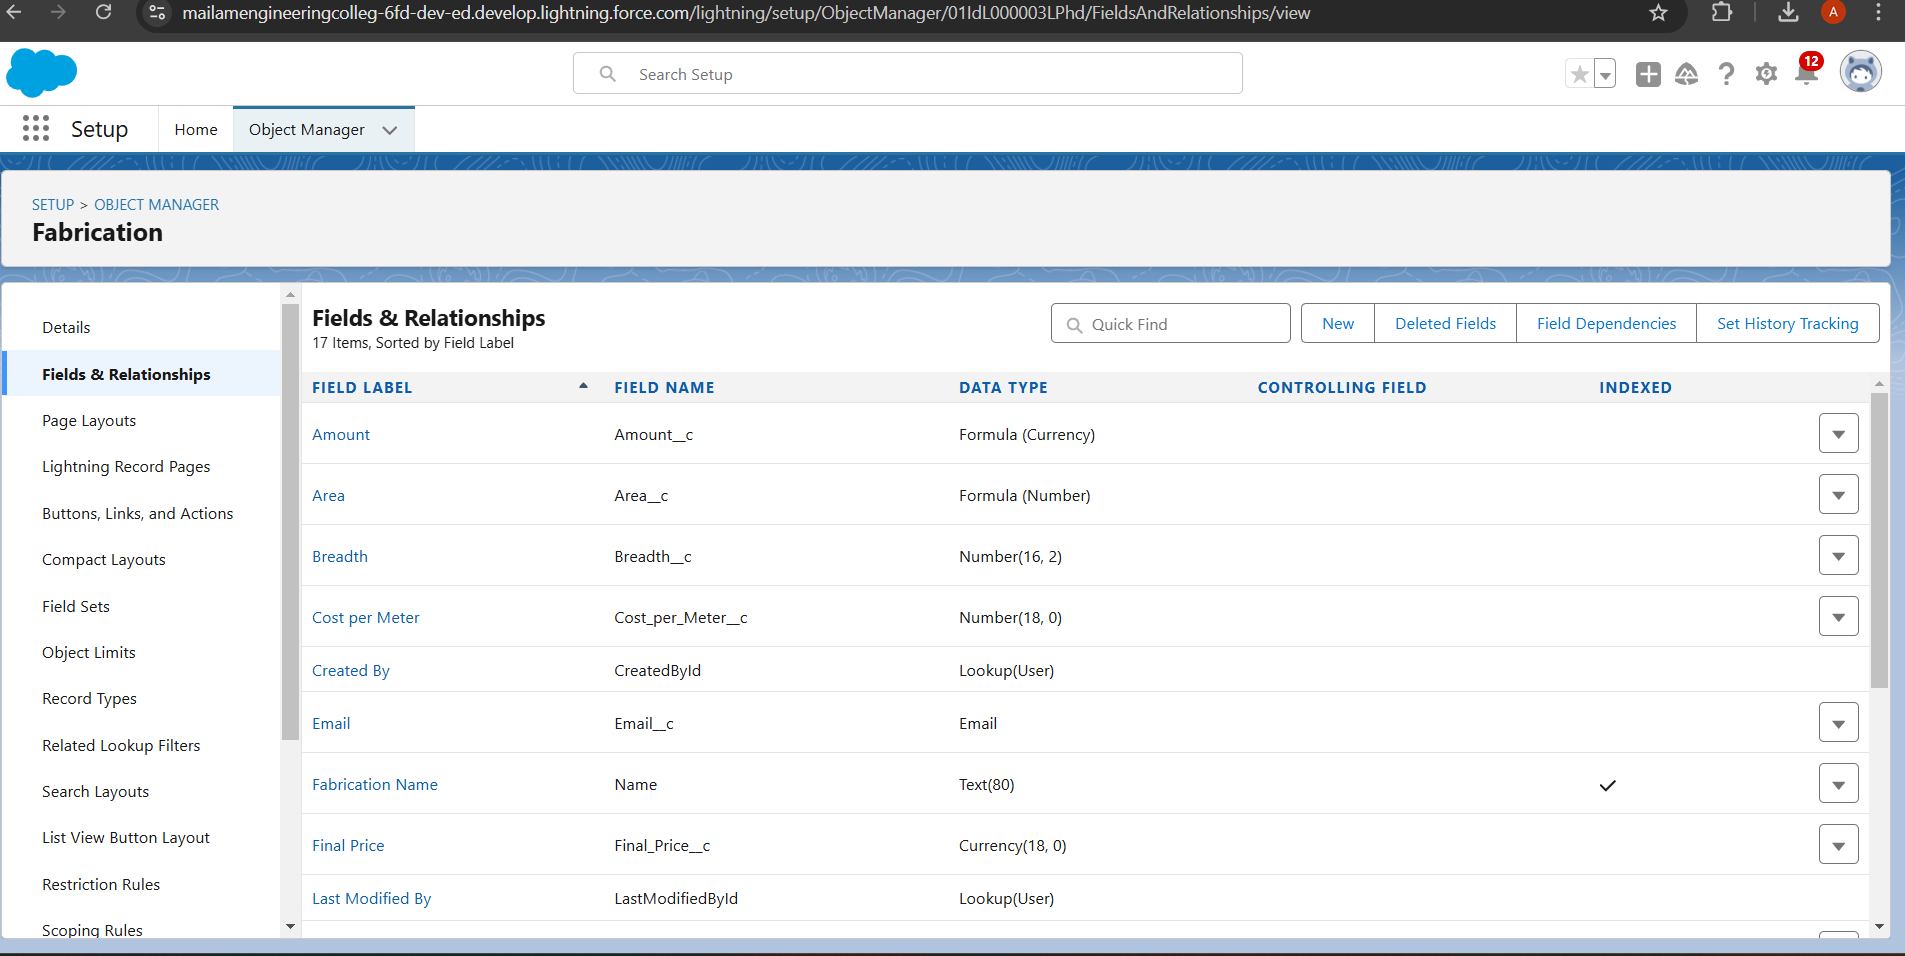 mailamengineeringcolleg-6fd-dev-ed.develop.lightning.force.com/lightning/setup/ObjectManager/01IdL000003LPhd/FieldsAndRelationships/view
A
Search Setup
12
Setup
Home
Object Manager
SETUP > OBJECT MANAGER
Fabrication
Details
Fields & Relationships
Page Layouts
Lightning Record Pages
Buttons, Links, and Actions
Compact Layouts
Field Sets
Object Limits
Record Types
Related Lookup Filters
Search Layouts
List View Button Layout
Restriction Rules
Scoping Rules
Fields & Relationships
17 Items, Sorted by Field Label
Quick Find
New
Deleted Fields
Field Dependencies
Set History Tracking
FIELD LABEL FIELD NAME DATA TYPE CONTROLLING FIELD INDEXED
Amount Amount__c Formula (Currency)
Area Area__c Formula (Number)
Breadth Breadth__c Number(16, 2)
Cost per Meter Cost_per_Meter__c Number(18, 0)
Created By CreatedById Lookup(User)
Email Email__c Email
Fabrication Name Name Text(80)
Final Price Final_Price__c Currency(18, 0)
Last Modified By LastModifiedById Lookup(User)